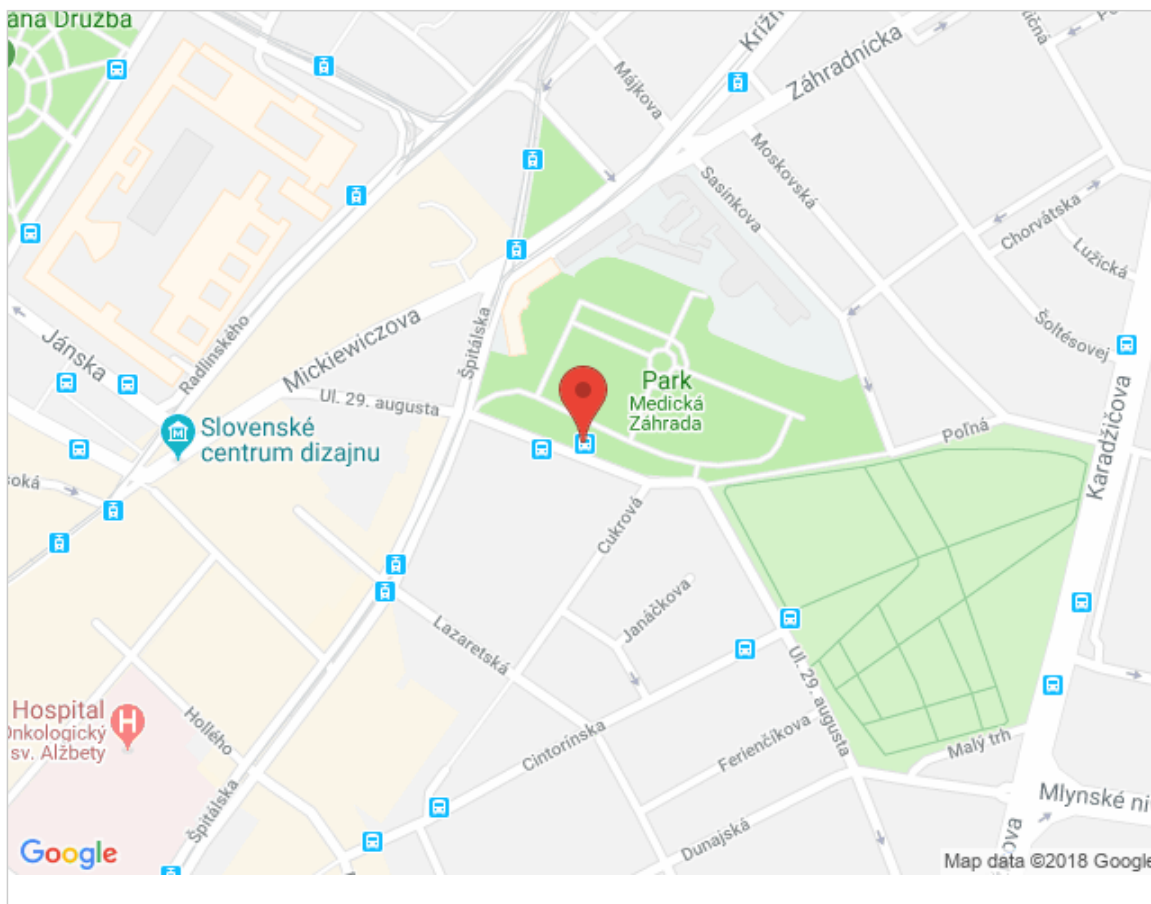 ana Družba
Krížn
Záhradnícka
Májkova
Moskovská
Sasinkova
Chorvátska
Lužická
Šoltésovej
Karadžičova
Jánska
Radlinského
Mickiewiczova
Špitálska
Ul. 29. augusta
Park
Medická
Záhrada
Slovenské
centrum dizajnu
Poľná
oká
Cukrová
Janáčkova
Lazaretská
Ul. 29. augusta
Hospital
Onkologický
sv. Alžbety
Hollého
Cintorínska
Ferienčíkova
Malý trh
Mlynské ni
Špitálska
Dunajská
ova
Google
Map data ©2018 Google